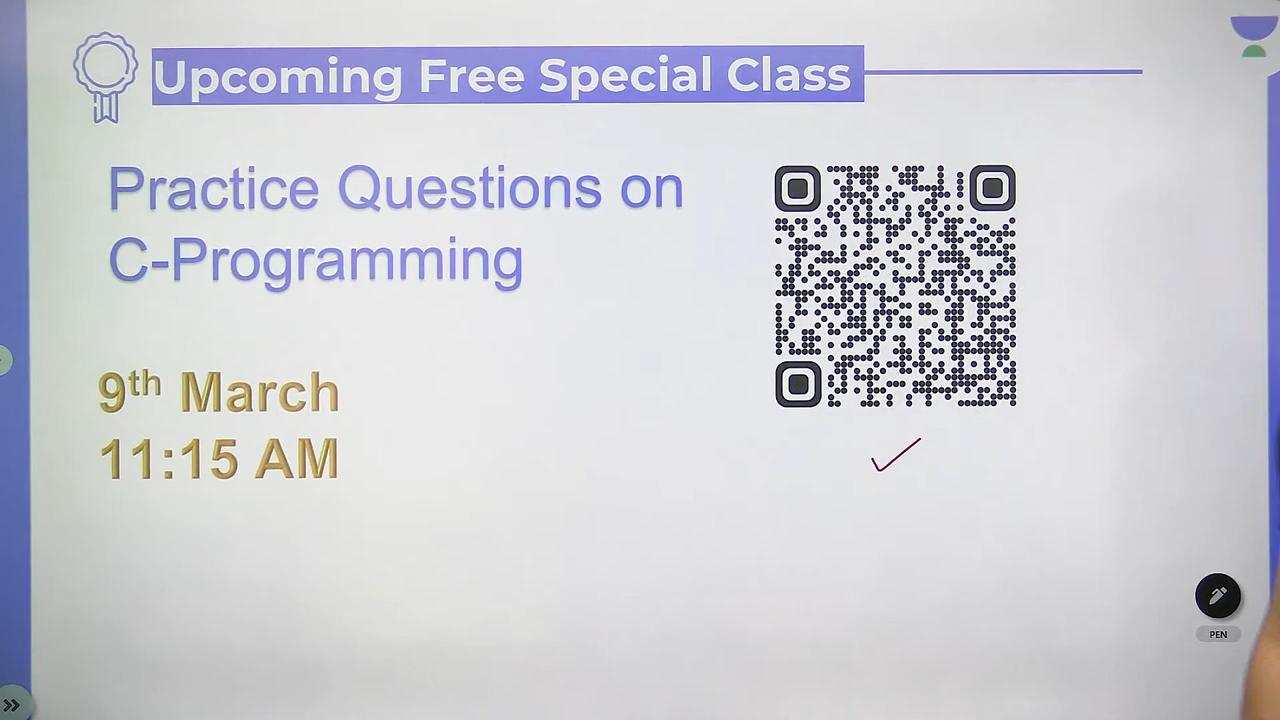 Upcoming Free Special Class
Practice Questions on
C-Programming
9th March
11:15 AM
PEN